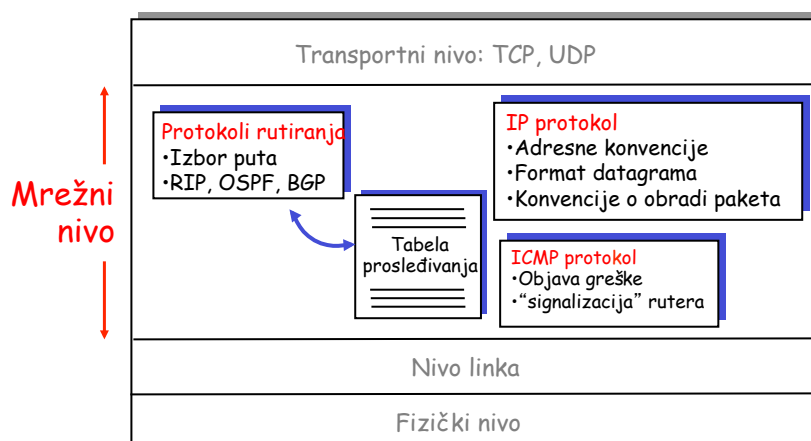 Transportni nivo: TCP, UDP
Mrežni
nivo
Protokoli rutiranja
•Izbor puta
•RIP, OSPF, BGP
Tabela
prosleđivanja
IP protokol
•Adresne konvencije
•Format datagrama
•Konvencije o obradi paketa
ICMP protokol
•Objava greške
•“signalizacija” rutera
Nivo linka
Fizički nivo